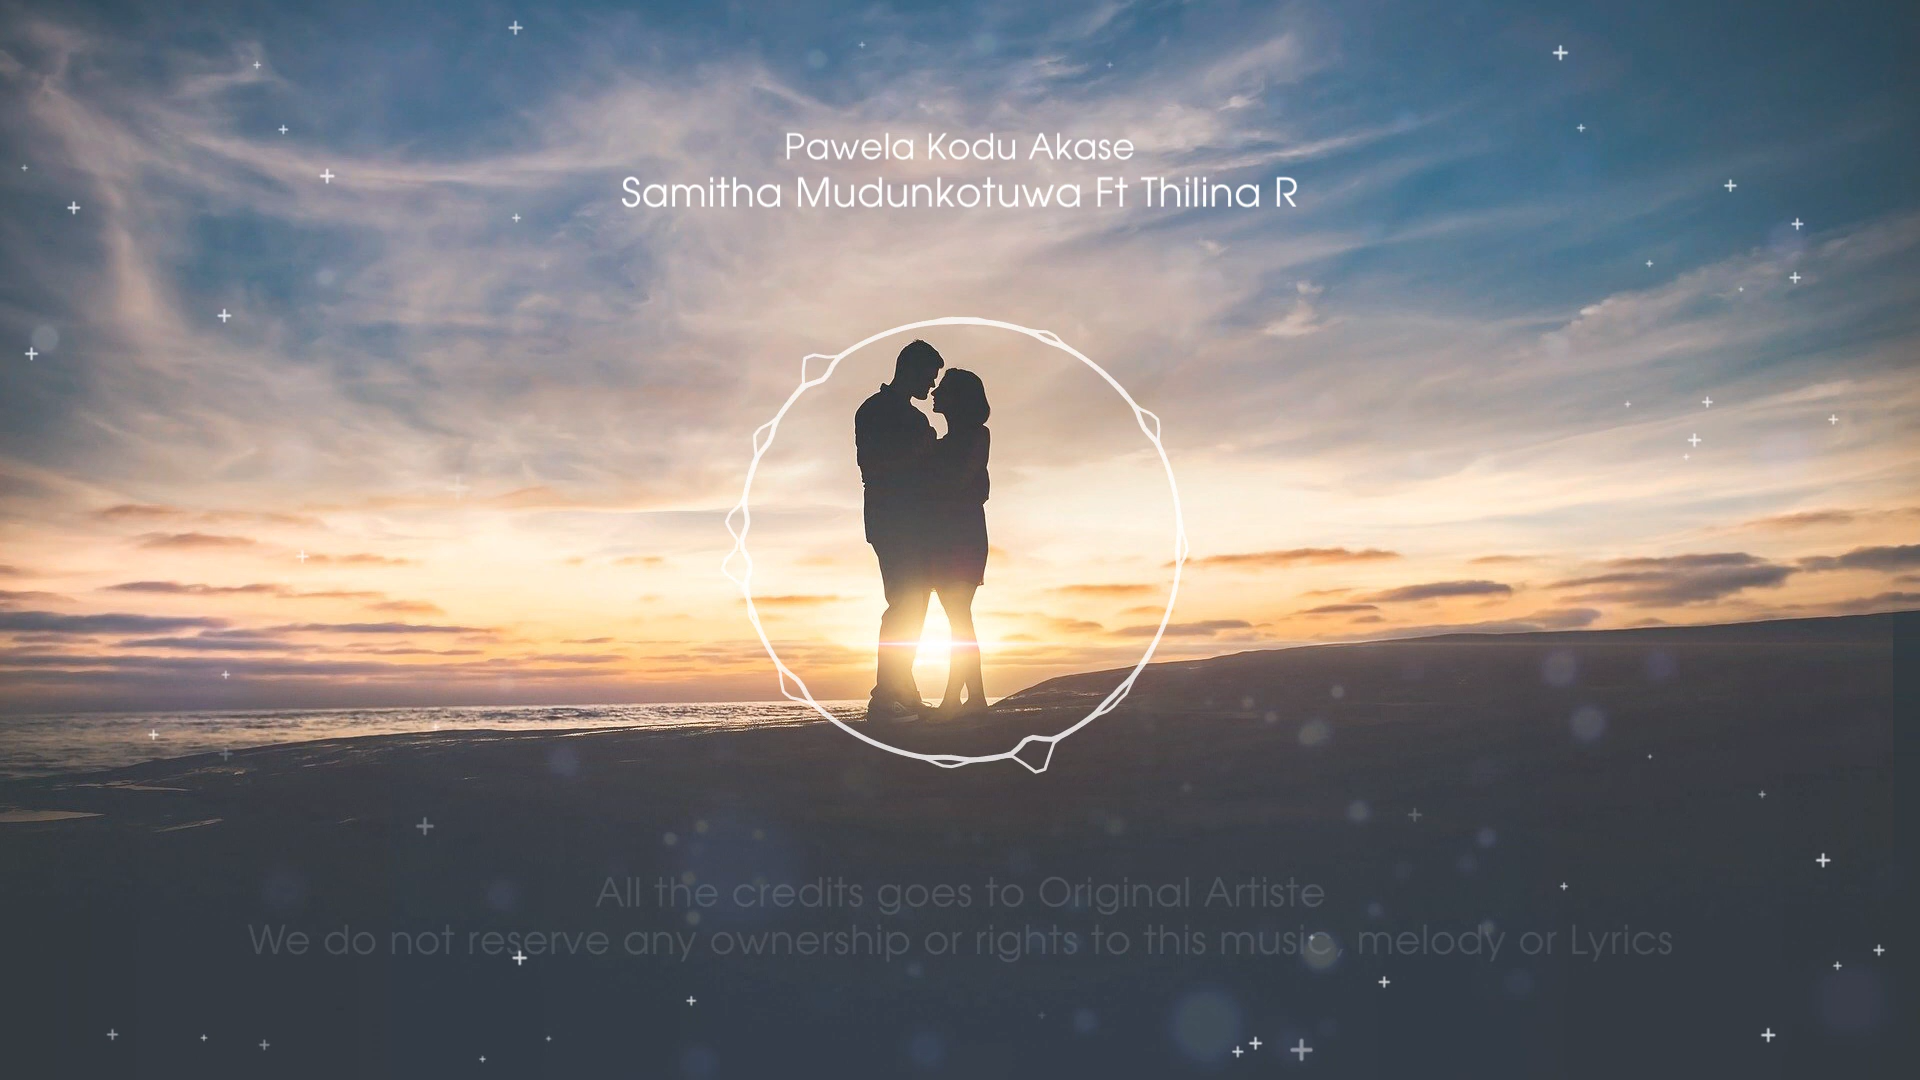 Pawela Kodu Akase
Samitha Mudunkotuwa Ft Thilina R
All the credits goes to Original Artiste
We do not reserve any ownership or rights to this music, melody or Lyrics